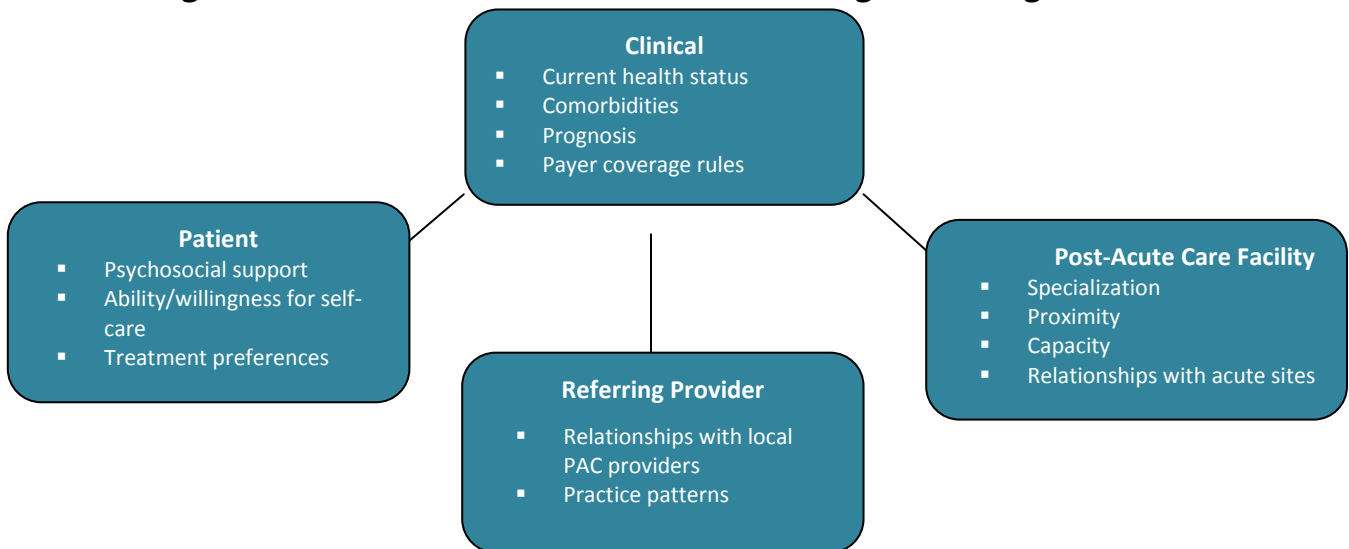 Clinical
▪ Current health status
▪ Comorbidities
▪ Prognosis
▪ Payer coverage rules
Patient
▪ Psychosocial support
▪ Ability/willingness for self-
care
▪ Treatment preferences
Post-Acute Care Facility
▪ Specialization
▪ Proximity
▪ Capacity
▪ Relationships with acute sites
Referring Provider
▪ Relationships with local
PAC providers
▪ Practice patterns